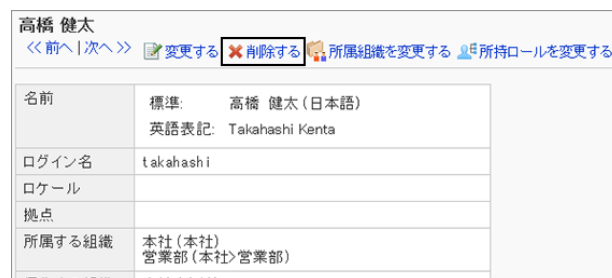 高橋 健太
<<前へ | 次へ>> 変更する 削除する 所属組織を変更する 所持ロールを変更する
名前 標準: 高橋 健太(日本語)
英語表記: Takahashi Kenta
ログイン名 takahashi
ロケール
拠点
所属する組織 本社(本社)
営業部(本社>営業部)